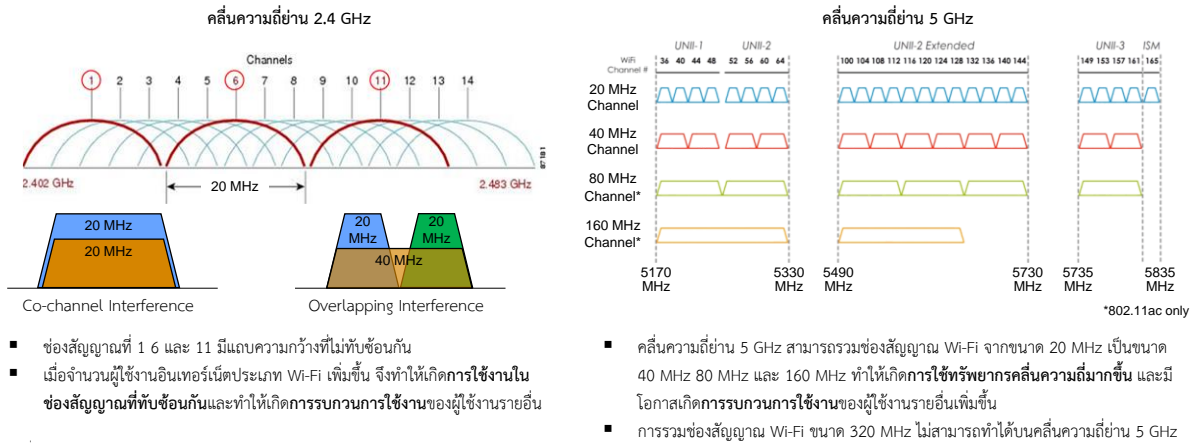 คลื่นความถี่ย่าน 2.4 GHz
Channels
1 2 3 4 5 6 7 8 9 10 11 12 13 14
2.402 GHz
20 MHz
2.483 GHz
87181
20 MHz
20 MHz
Co-channel Interference
20
MHz
20
MHz
40 MHz
Overlapping Interference
■ ช่องสัญญาณที่ 1 6 และ 11 มีแถบความกว้างที่ไม่ทับซ้อนกัน
■ เมื่อจำนวนผู้ใช้งานอินเทอร์เน็ตประเภท Wi-Fi เพิ่มขึ้น จึงทำให้เกิดการใช้งานใน
ช่องสัญญาณที่ทับซ้อนกันและทำให้เกิดการรบกวนการใช้งานของผู้ใช้งานรายอื่น
คลื่นความถี่ย่าน 5 GHz
UNII-1 UNII-2 UNII-2 Extended UNII-3 ISM
WiFi
Channel #
36 40 44 48 52 56 60 64 100 104 108 112 116 120 124 128 132 136 140 144 149 153 157 161 165
20 MHz
Channel
40 MHz
Channel
80 MHz
Channel*
160 MHz
Channel*
5170
MHz
5330
MHz
5490
MHz
5730
MHz
5735
MHz
5835
MHz
*802.11ac only
■ คลื่นความถี่ย่าน 5 GHz สามารถรวมช่องสัญญาณ Wi-Fi จากขนาด 20 MHz เป็นขนาด
40 MHz 80 MHz และ 160 MHz ทำให้เกิดการใช้ทรัพยากรคลื่นความถี่มากขึ้น และมี
โอกาสเกิดการรบกวนการใช้งานของผู้ใช้งานรายอื่นเพิ่มขึ้น
■ การรวมช่องสัญญาณ Wi-Fi ขนาด 320 MHz ไม่สามารถทำได้บนคลื่นความถี่ย่าน 5 GHz